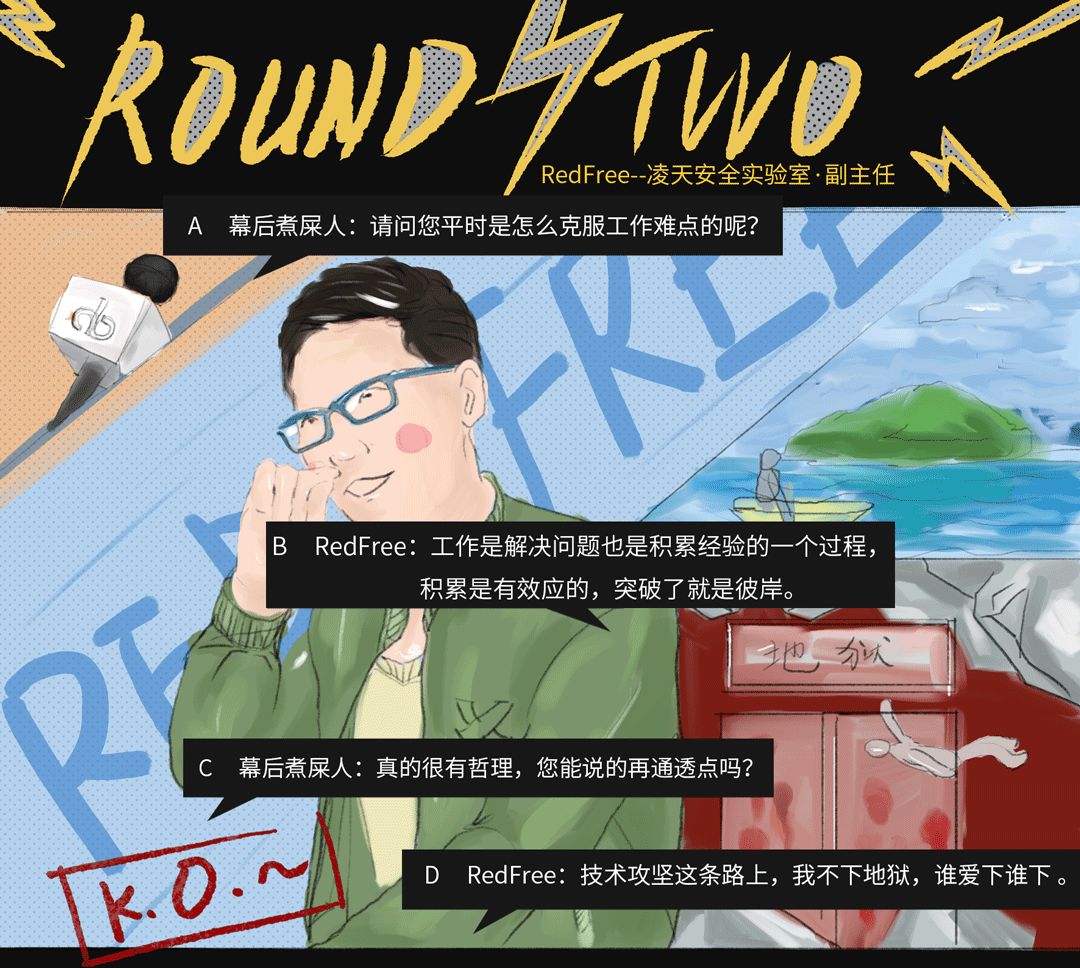 ROUND TWO
RedFree--凌天安全实验室·副主任
A 幕后煮屎人：请问您平时是怎么克服工作难点的呢？
REDFREE
B RedFree：工作是解决问题也是积累经验的一个过程，
积累是有效应的，突破了就是彼岸。
地狱
C 幕后煮屎人：真的很有哲理，您能说的再通透点吗？
D RedFree：技术攻坚这条路上，我不下地狱，谁爱下谁下。
K.O.~